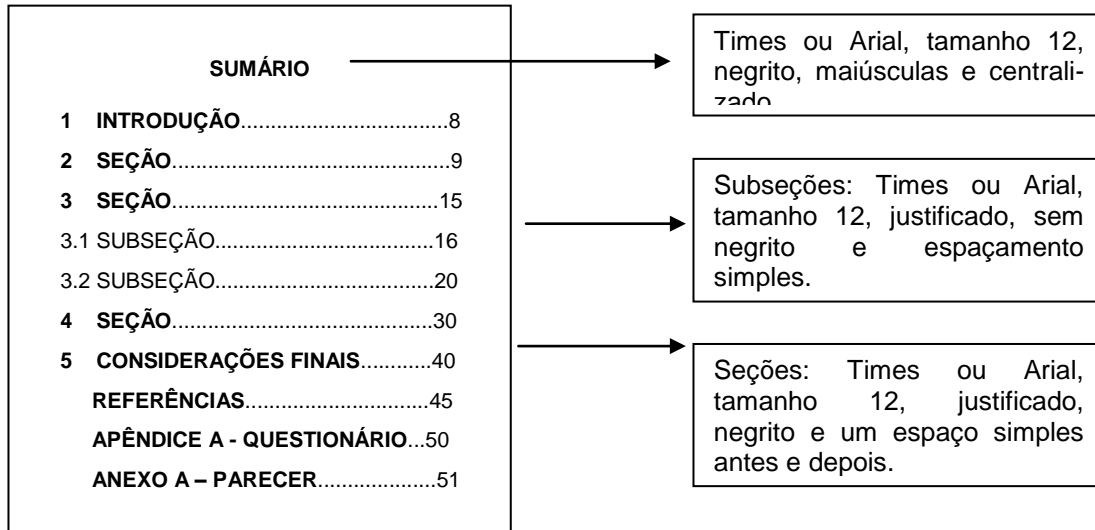 SUMÁRIO
1 INTRODUÇÃO...................................8
2 SEÇÃO...............................................9
3 SEÇÃO.............................................15
3.1 SUBSEÇÃO.....................................16
3.2 SUBSEÇÃO.....................................20
4 SEÇÃO............................................30
5 CONSIDERAÇÕES FINAIS............40
REFERÊNCIAS...............................45
APÊNDICE A - QUESTIONÁRIO...50
ANEXO A – PARECER....................51
Times ou Arial, tamanho 12,
negrito, maiúsculas e centrali-
zado
Subseções: Times ou Arial,
tamanho 12, justificado, sem
negrito e espaçamento
simples.
Seções: Times ou Arial,
tamanho 12, justificado,
negrito e um espaço simples
antes e depois.